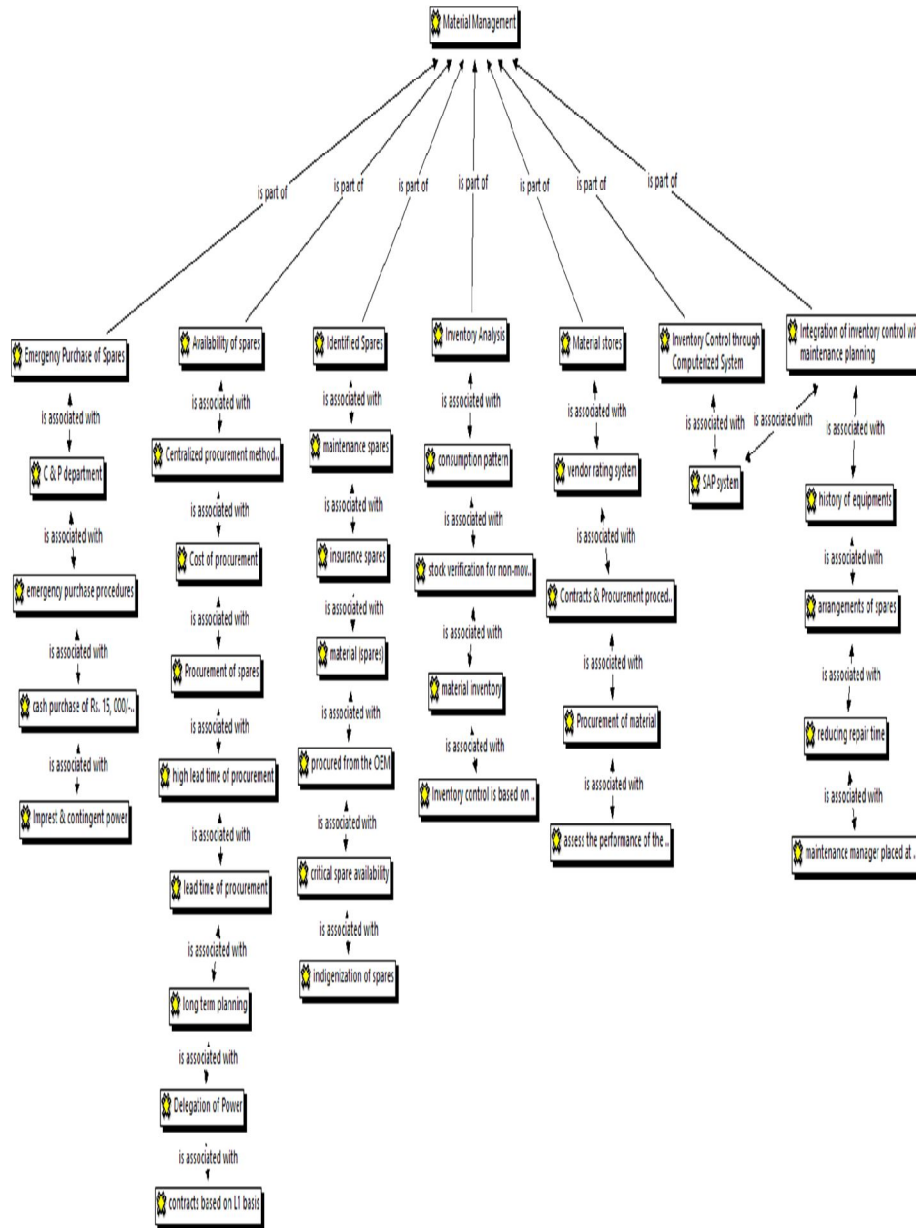 Material Management
is part of
is part of
is part of
is part of
is part of
is part of
is part of
Emergency Purchase of Spares
Availability of spares
Identified Spares
Inventory Analysis
Material stores
Inventory Control through
Computerized System
Integration of inventory control wi
maintenance planning
is associated with
is associated with
is associated with
is associated with
is associated with
is associated with
is associated with
is associated with
C & P department
Centralized procurement method..
maintenance spares
consumption pattern
vendor rating system
SAP system
history of equipments
is associated with
is associated with
is associated with
is associated with
is associated with
is associated with
emergency purchase procedures
Cost of procurement
insurance spares
stock verification for non-mov..
Contracts & Procurement proced..
arrangements of spares
is associated with
is associated with
is associated with
is associated with
is associated with
is associated with
cash purchase of Rs. 15, 000/-..
Procurement of spares
material (spares)
material inventory
Procurement of material
reducing repair time
is associated with
is associated with
is associated with
is associated with
is associated with
is associated with
Imprest & contingent power
high lead time of procurement
procured from the OEM
Inventory control is based on ..
assess the performance of the ..
maintenance manager placed at ..
is associated with
is associated with
lead time of procurement
critical spare availability
is associated with
is associated with
long term planning
indigenization of spares
is associated with
Delegation of Power
is associated with
contracts based on L1 basis